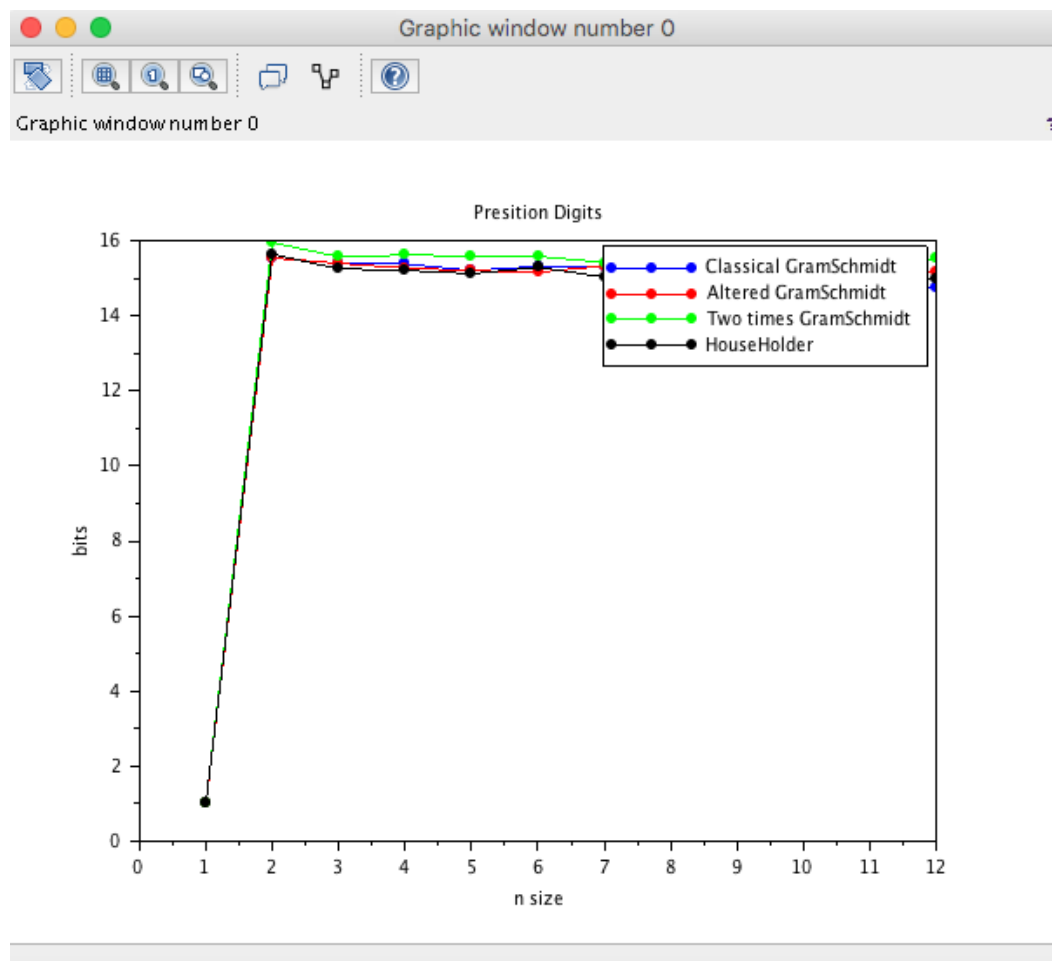 Graphic window number 0
Graphic window number 0
Presition Digits
16
14
12
10
8
6
4
2
0
bits
Classical GramSchmidt
Altered GramSchmidt
Two times GramSchmidt
HouseHolder
0 1 2 3 4 5 6 7 8 9 10 11 12
n size